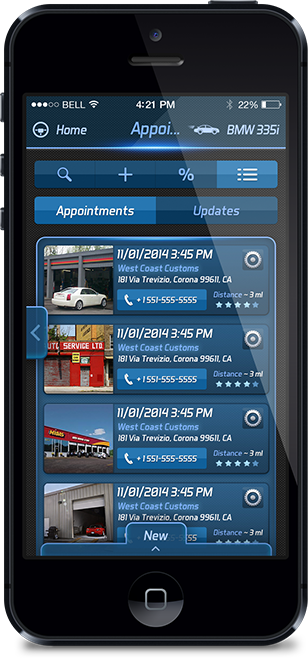 BELL 4:21 PM 22%
Home Appoi... BMW 335i
%
Appointments Updates
11/01/2014 3:45 PM
West Coast Customs
181 Via Trevizio, Corona 99611, CA
+1 551-555-5555
Distance ~ 3 ml
11/01/2014 3:45 PM
West Coast Customs
181 Via Trevizio, Corona 99611, CA
AUTO SERVICE LTD.
+1 551-555-5555
Distance ~ 3 ml
11/01/2014 3:45 PM
West Coast Customs
181 Via Trevizio, Corona 99611, CA
+1 551-555-5555
Distance ~ 3 ml
11/01/2014 3:45 PM
West Coast Customs
181 Via Trevizio, Corona 99611, CA
+1 551-555-5555
Distance ~ 3 ml
New